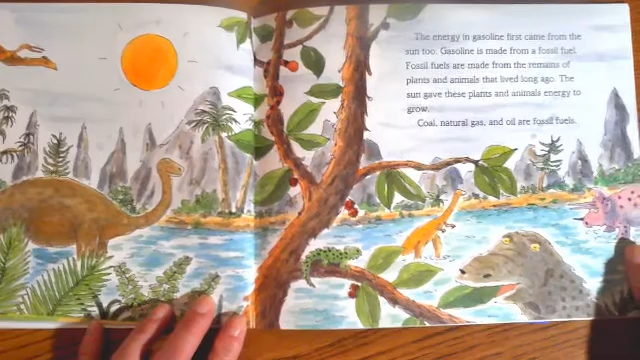 The energy in gasoline first came from the
sun too. Gasoline is made from a fossil fuel.
Fossil fuels are made from the remains of
plants and animals that lived long ago. The
sun gave these plants and animals energy to
grow.
Coal, natural gas, and oil are fossil fuels.